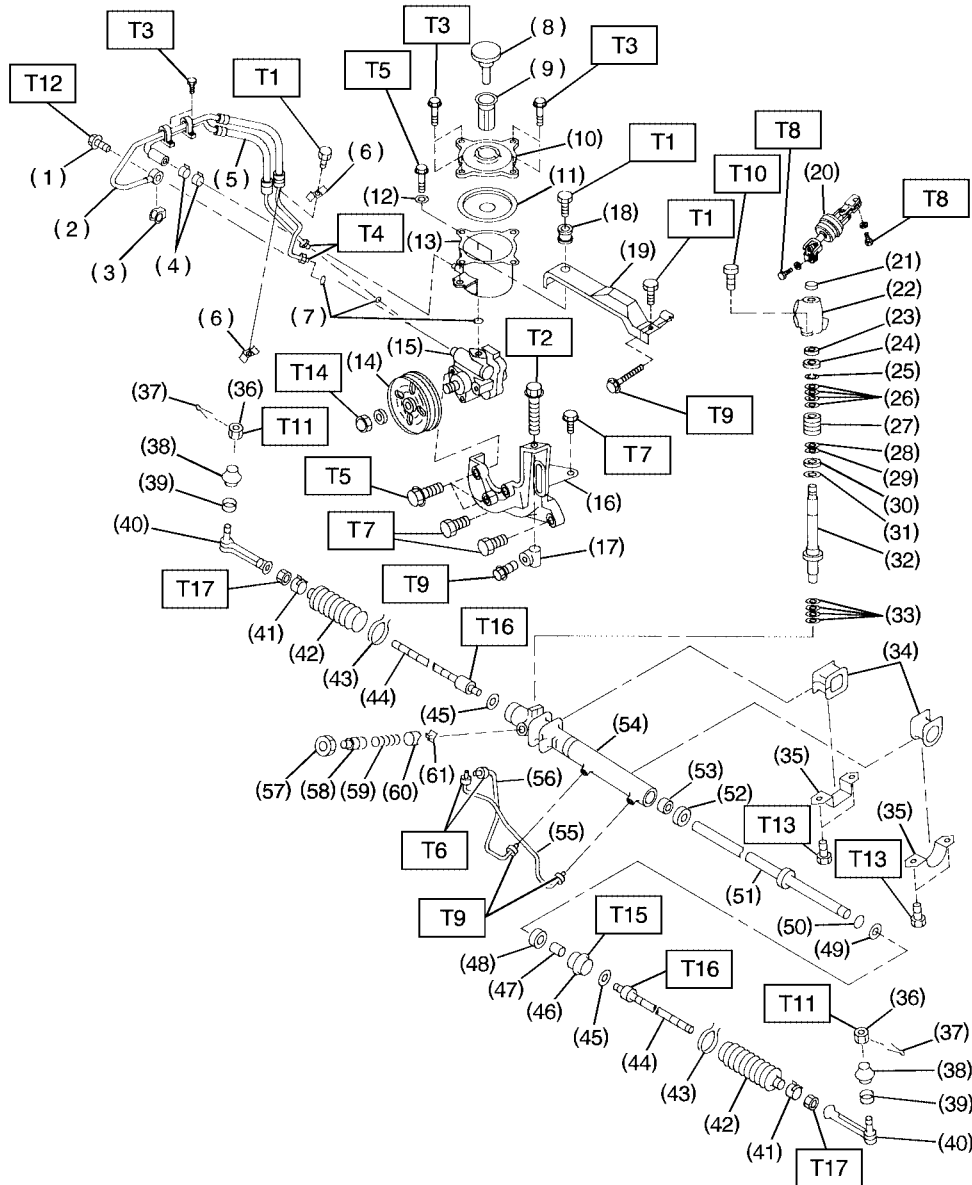 T3
T3
(8)
T3
T12
T1
T5
(9)
(10)
T1
T8
(20)
(1)
(5)
(6)
(11)
T10
T8
(2)
(12)
(18)
T1
(3)
(4)
T4
(13)
(19)
(21)
(22)
(6)
(7)
(23)
(15)
T2
(24)
(14)
(25)
(37)
(36)
T14
T9
(26)
T11
(27)
(38)
T7
(28)
T5
(29)
(39)
(16)
(30)
(40)
T7
(31)
(17)
(32)
T17
T9
(41)
(42)
T16
(33)
(43)
(34)
(44)
(45)
(54)
(57)
(58)
(59)
(60)
(61)
(56)
(53)
(35)
(52)
T6
(55)
T13
(35)
(51)
T13
T9
T15
(50)
(49)
(48)
(47)
T16
(46)
T11
(36)
(45)
(37)
(44)
(38)
(43)
(39)
(42)
(41)
(40)
T17